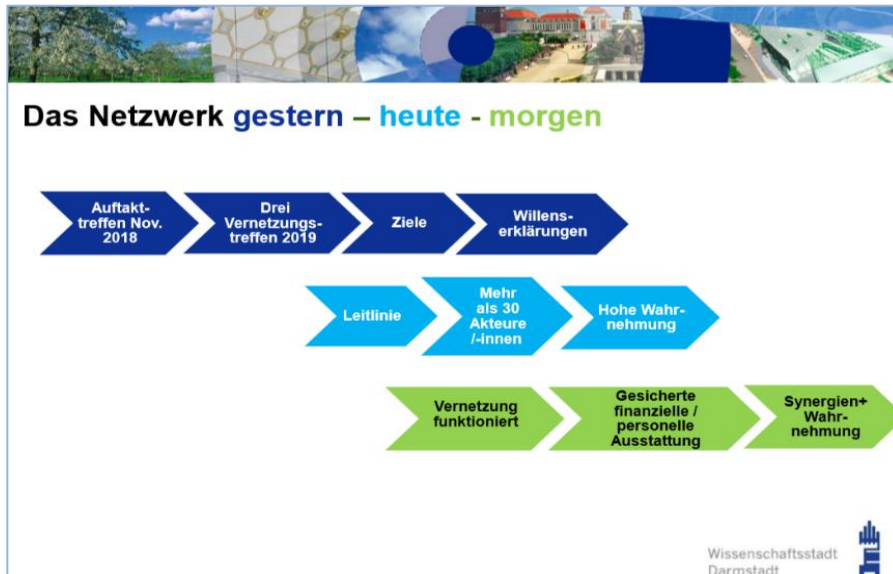 Das Netzwerk gestern – heute - morgen
Auftakt-
treffen Nov.
2018
Drei
Vernetzungs-
treffen 2019
Ziele
Willens-
erklärungen
Leitlinie
Mehr
als 30
Akteure
/-innen
Hohe Wahr-
nehmung
Vernetzung
funktioniert
Gesicherte
finanzielle /
personelle
Ausstattung
Synergien+
Wahr-
nehmung
Wissenschaftsstadt
Darmstadt